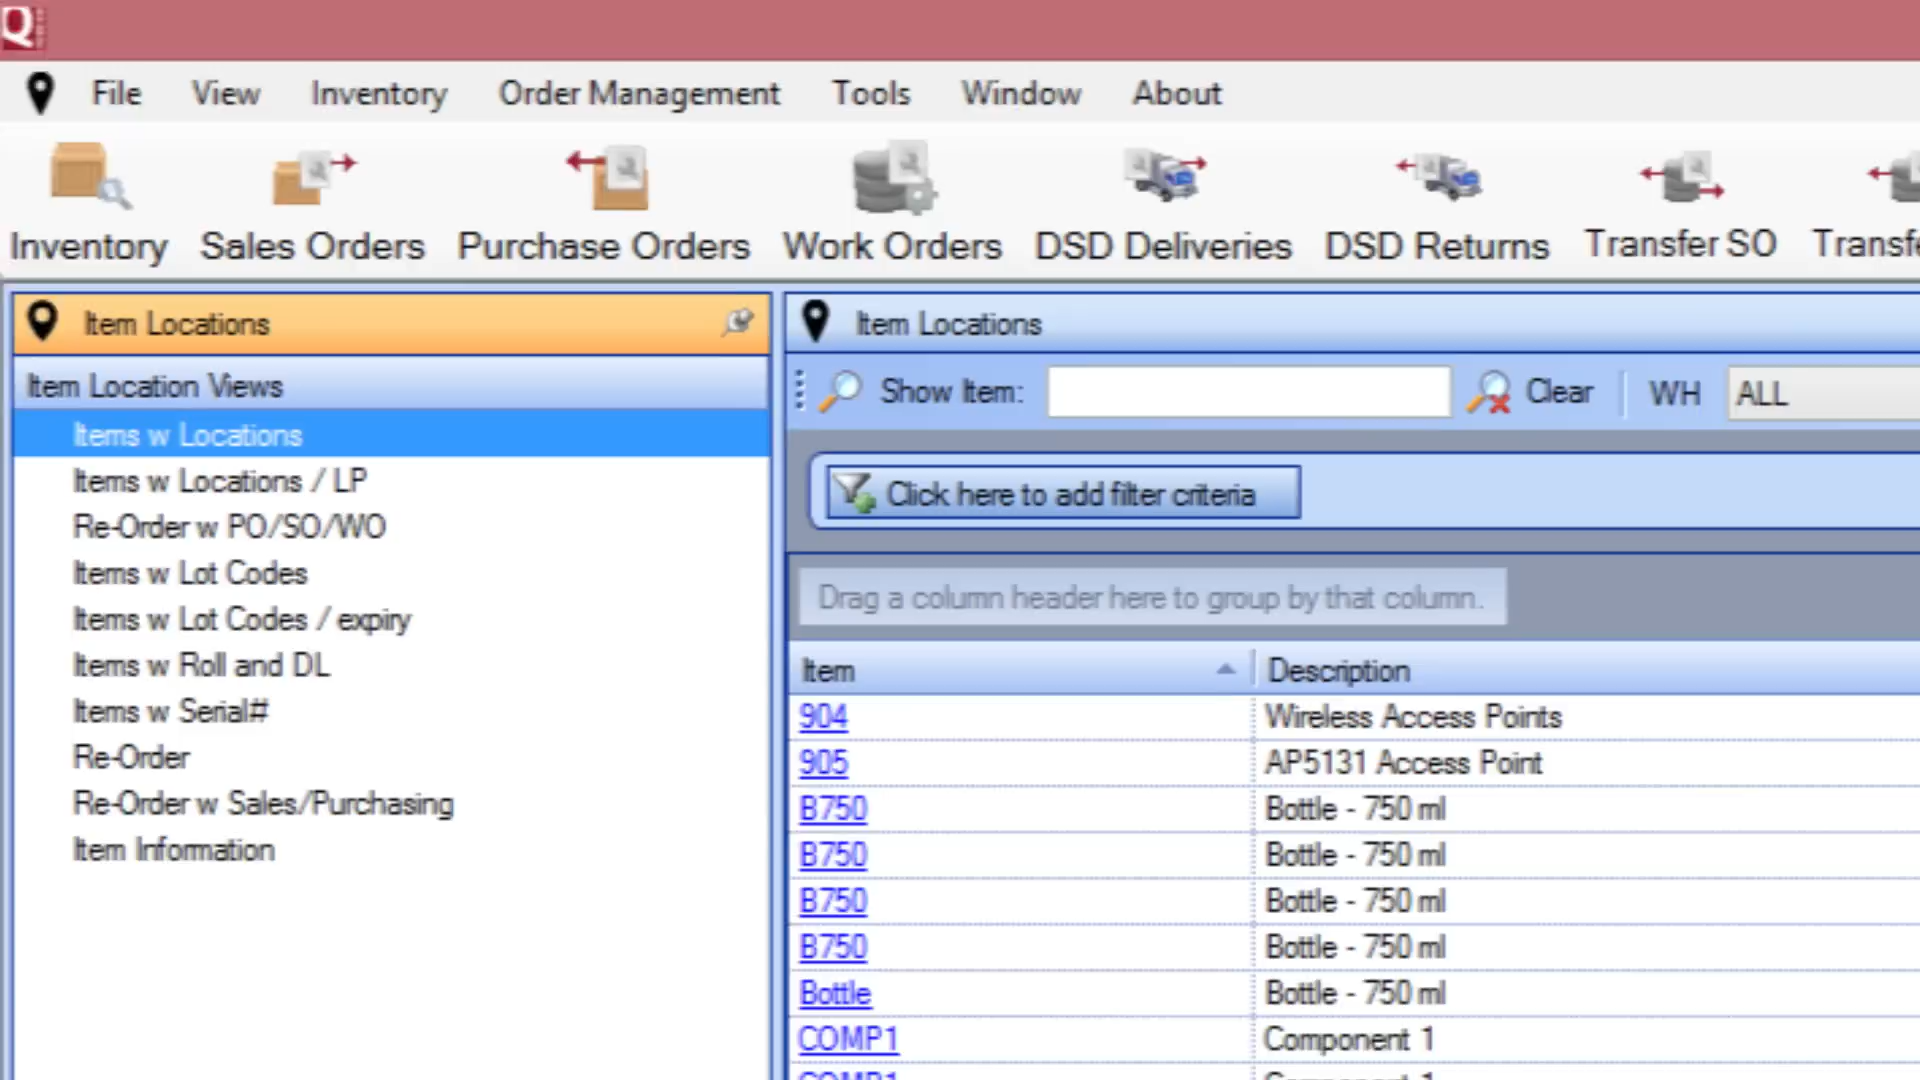 Q
File View Inventory Order Management Tools Window About
Inventory Sales Orders Purchase Orders Work Orders DSD Deliveries DSD Returns Transfer SO
Item Locations
Item Location Views
Items w Locations
Items w Locations / LP
Re-Order w PO/SO/WO
Items w Lot Codes
Items w Lot Codes / expiry
Items w Roll and DL
Items w Serial#
Re-Order
Re-Order w Sales/Purchasing
Item Information
Item Locations
Show Item: Clear WH ALL
Click here to add filter criteria
Drag a column header here to group by that column.
Item Description
904 Wireless Access Points
905 AP5131 Access Point
B750 Bottle - 750 ml
B750 Bottle - 750 ml
B750 Bottle - 750 ml
B750 Bottle - 750 ml
Bottle Bottle - 750 ml
COMP1 Component 1